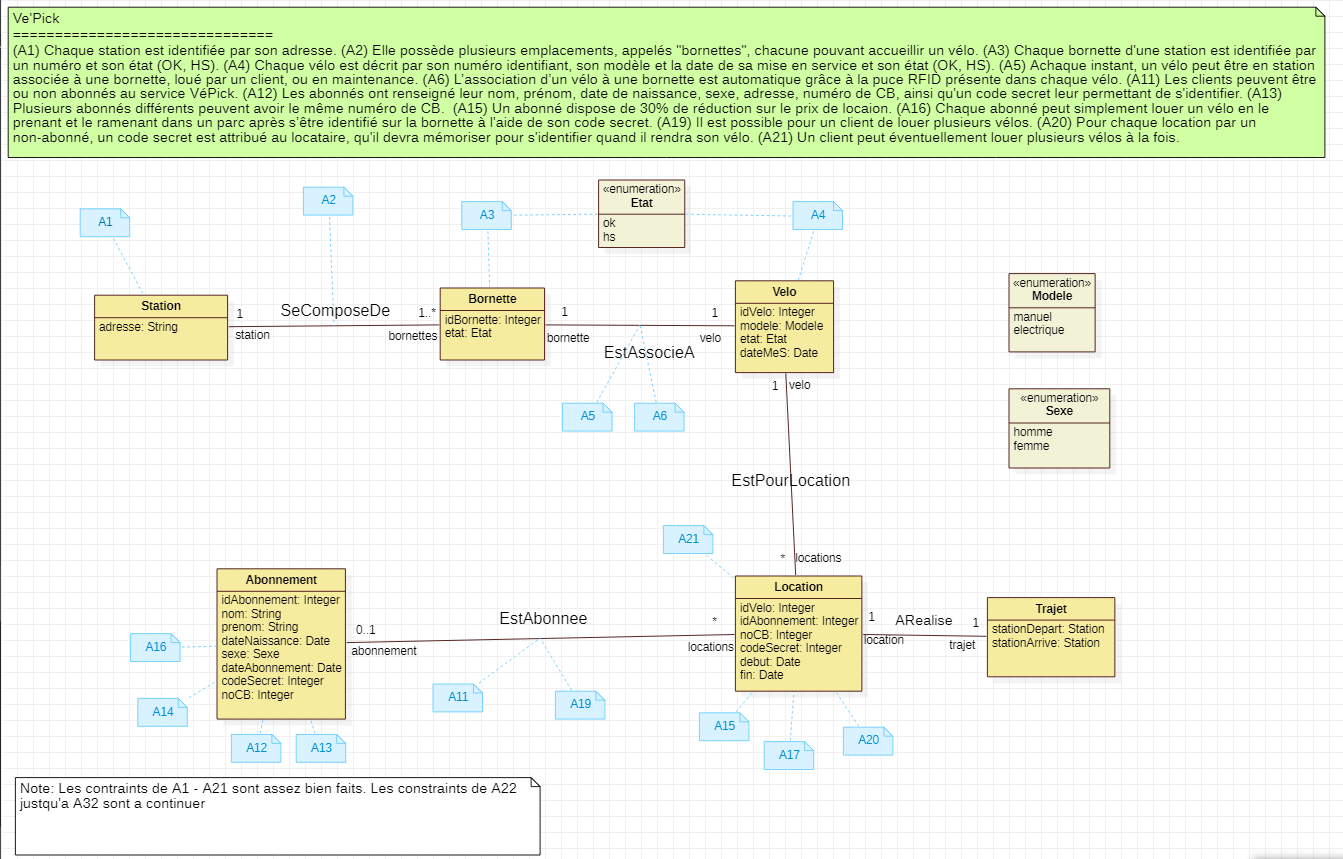 Ve'Pick
===============================
(A1) Chaque station est identifiée par son adresse. (A2) Elle possède plusieurs emplacements, appelés "bornettes", chacune pouvant accueillir un vélo. (A3) Chaque bornette d'une station est identifiée par
un numéro et son état (OK, HS). (A4) Chaque vélo est décrit par son numéro identifiant, son modèle et la date de sa mise en service et son état (OK, HS). (A5) Achaque instant, un vélo peut être en station
associée à une bornette, loué par un client, ou en maintenance. (A6) L'association d'un vélo à une bornette est automatique grâce à la puce RFID présente dans chaque vélo. (A11) Les clients peuvent être
ou non abonnés au service VéPick. (A12) Les abonnés ont renseigné leur nom, prénom, date de naissance, sexe, adresse, numéro de CB, ainsi qu'un code secret leur permettant de s'identifier. (A13)
Plusieurs abonnés différents peuvent avoir le même numéro de CB.  (A15) Un abonné dispose de 30% de réduction sur le prix de locaion. (A16) Chaque abonné peut simplement louer un vélo en le
prenant et le ramenant dans un parc après s'être identifié sur la bornette à l'aide de son code secret. (A19) Il est possible pour un client de louer plusieurs vélos. (A20) Pour chaque location par un
non-abonné, un code secret est attribué au locataire, qu'il devra mémoriser pour s'identifier quand il rendra son vélo. (A21) Un client peut éventuellement louer plusieurs vélos à la fois.
A1
A2
A3
«enumeration»
Etat
ok
hs
A4
Station
adresse: String
1
station
SeComposeDe
1..*
bornettes
Bornette
idBornette: Integer
etat: Etat
1
bornette
EstAssocieA
1
velo
Velo
idVelo: Integer
modele: Modele
etat: Etat
dateMeS: Date
«enumeration»
Modele
manuel
electrique
A5
A6
1
velo
«enumeration»
Sexe
homme
femme
EstPourLocation
A21
*
locations
Abonnement
idAbonnement: Integer
nom: String
prenom: String
dateNaissance: Date
sexe: Sexe
dateAbonnement: Date
codeSecret: Integer
noCB: Integer
0..1
abonnement
EstAbonnee
*
locations
Location
idVelo: Integer
idAbonnement: Integer
noCB: Integer
codeSecret: Integer
debut: Date
fin: Date
1
location
ARealise
1
trajet
Trajet
stationDepart: Station
stationArrive: Station
A16
A14
A12
A13
A11
A19
A15
A17
A20
Note: Les contraints de A1 - A21 sont assez bien faits. Les constraints de A22
justqu'a A32 sont a continuer